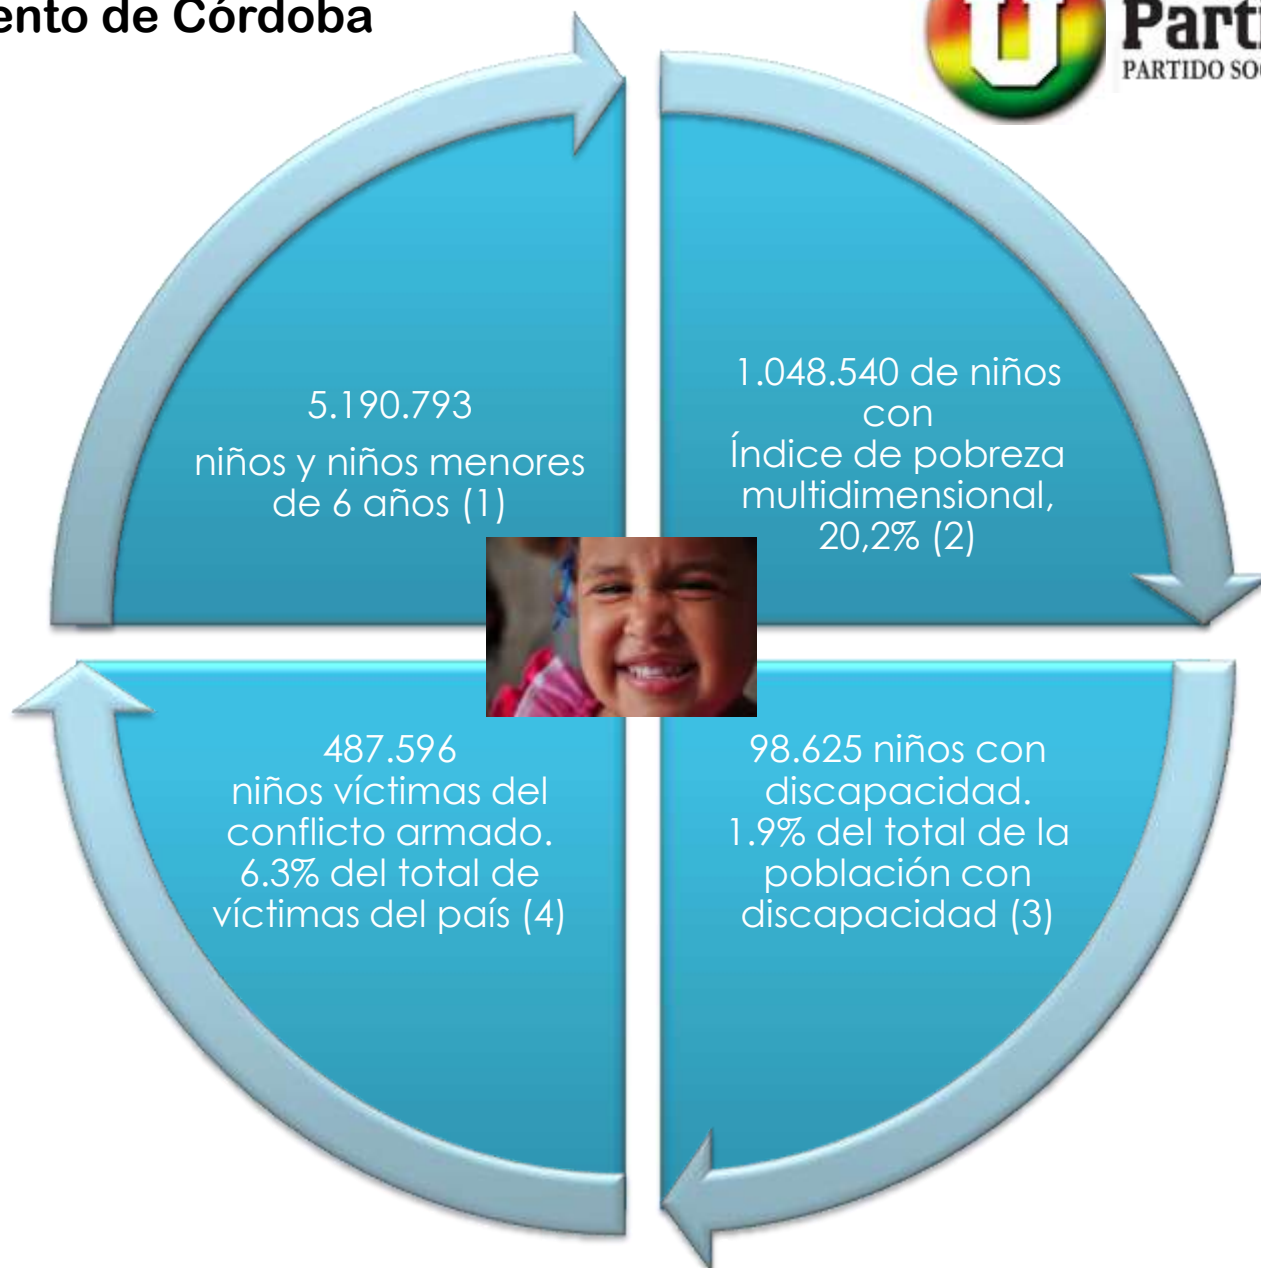 ento de Córdoba
U
Parti
PARTIDO SO
5.190.793
niños y niños menores
de 6 años (1)
1.048.540 de niños
con
Índice de pobreza
multidimensional,
20,2% (2)
487.596
niños víctimas del
conflicto armado.
6.3% del total de
víctimas del país (4)
98.625 niños con
discapacidad.
1.9% del total de la
población con
discapacidad (3)